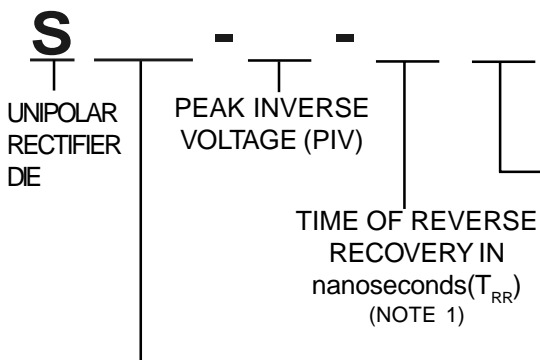 S - -
UNIPOLAR
RECTIFIER
DIE
PEAK INVERSE
VOLTAGE (PIV)
TIME OF REVERSE
RECOVERY IN
nanoseconds(TRR)
(NOTE 1)